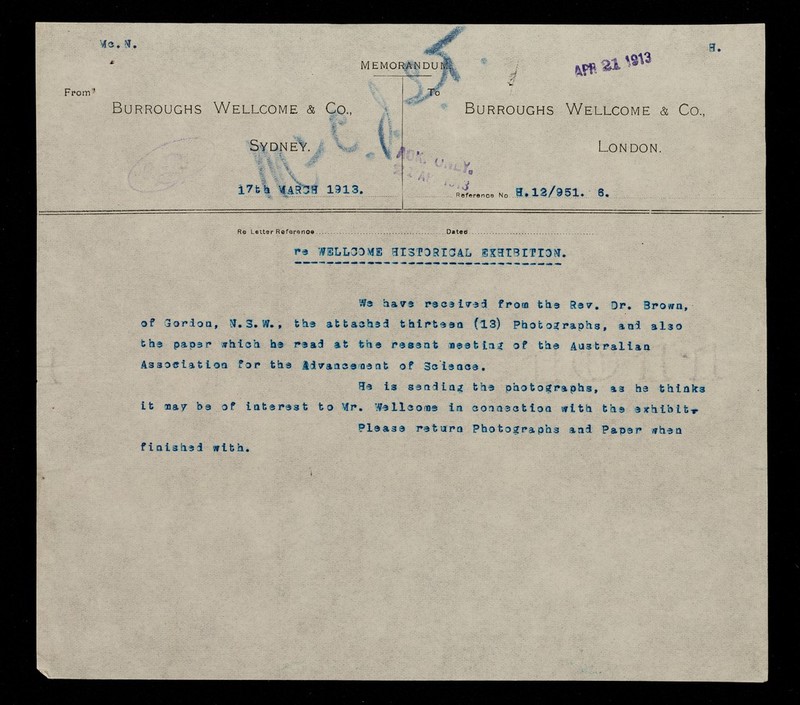 Mc. N.
H.
MEMORANDUM
APR 21 1913
From
To
BURROUGHS WELLCOME & CO.,
BURROUGHS WELLCOME & CO.,
SYDNEY.
LONDON.
ACK. ONLY.
17th MARCH 1913.
Reference No H.12/951. 6.
Re Letter Reference
Dated
re WELLCOME HISTORICAL EXHIBITION.
We have received from the Rev. Dr. Brown,
of Gordon, N.S.W., the attached thirteen (13) Photographs, and also
the paper which he read at the resent meeting of the Australian
Association for the Advancement of Science.
He is sending the photographs, as he thinks
it may be of interest to Mr. Wellcome in connection with the exhibit.
Please return Photographs and Paper when
finished with.